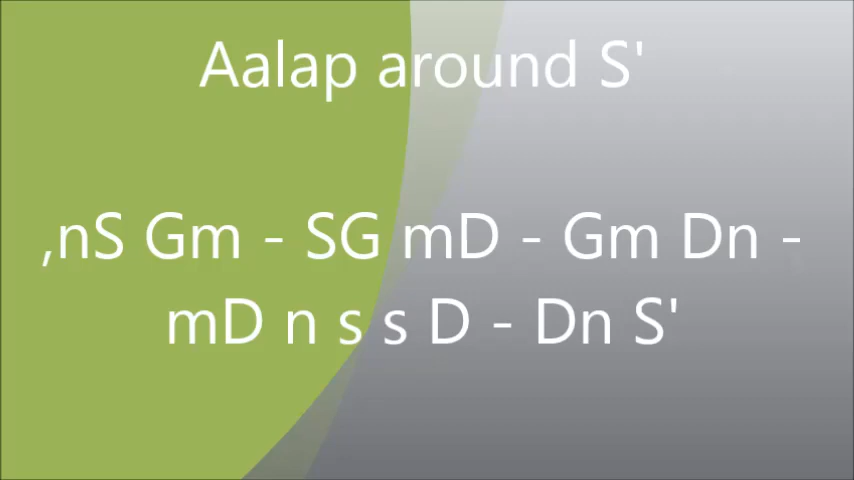 Aalap around S'
,nS Gm - SG mD - Gm Dn -
mD n s s D - Dn S'